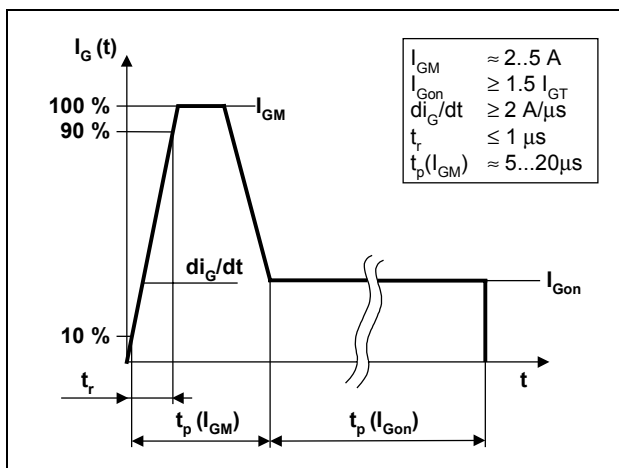 I_G (t)
100 %
90 %
I_GM
di_G/dt
I_Gon
10 %
t
t_r
t_p (I_GM)
t_p (I_Gon)
I_GM ≈ 2..5 A
I_Gon ≥ 1.5 I_GT
di_G/dt ≥ 2 A/μs
t_r ≤ 1 μs
t_p(I_GM) ≈ 5...20μs